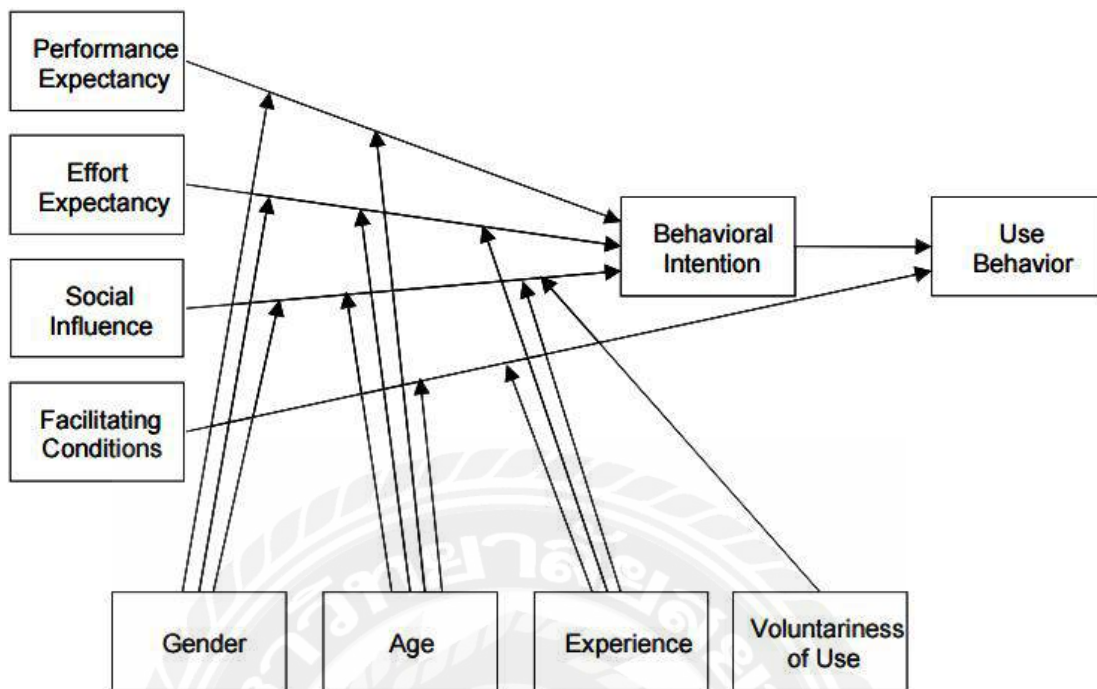 Performance
Expectancy
Effort
Expectancy
Social
Influence
Facilitating
Conditions
Behavioral
Intention
Use
Behavior
Gender
Age
Experience
Voluntariness
of Use